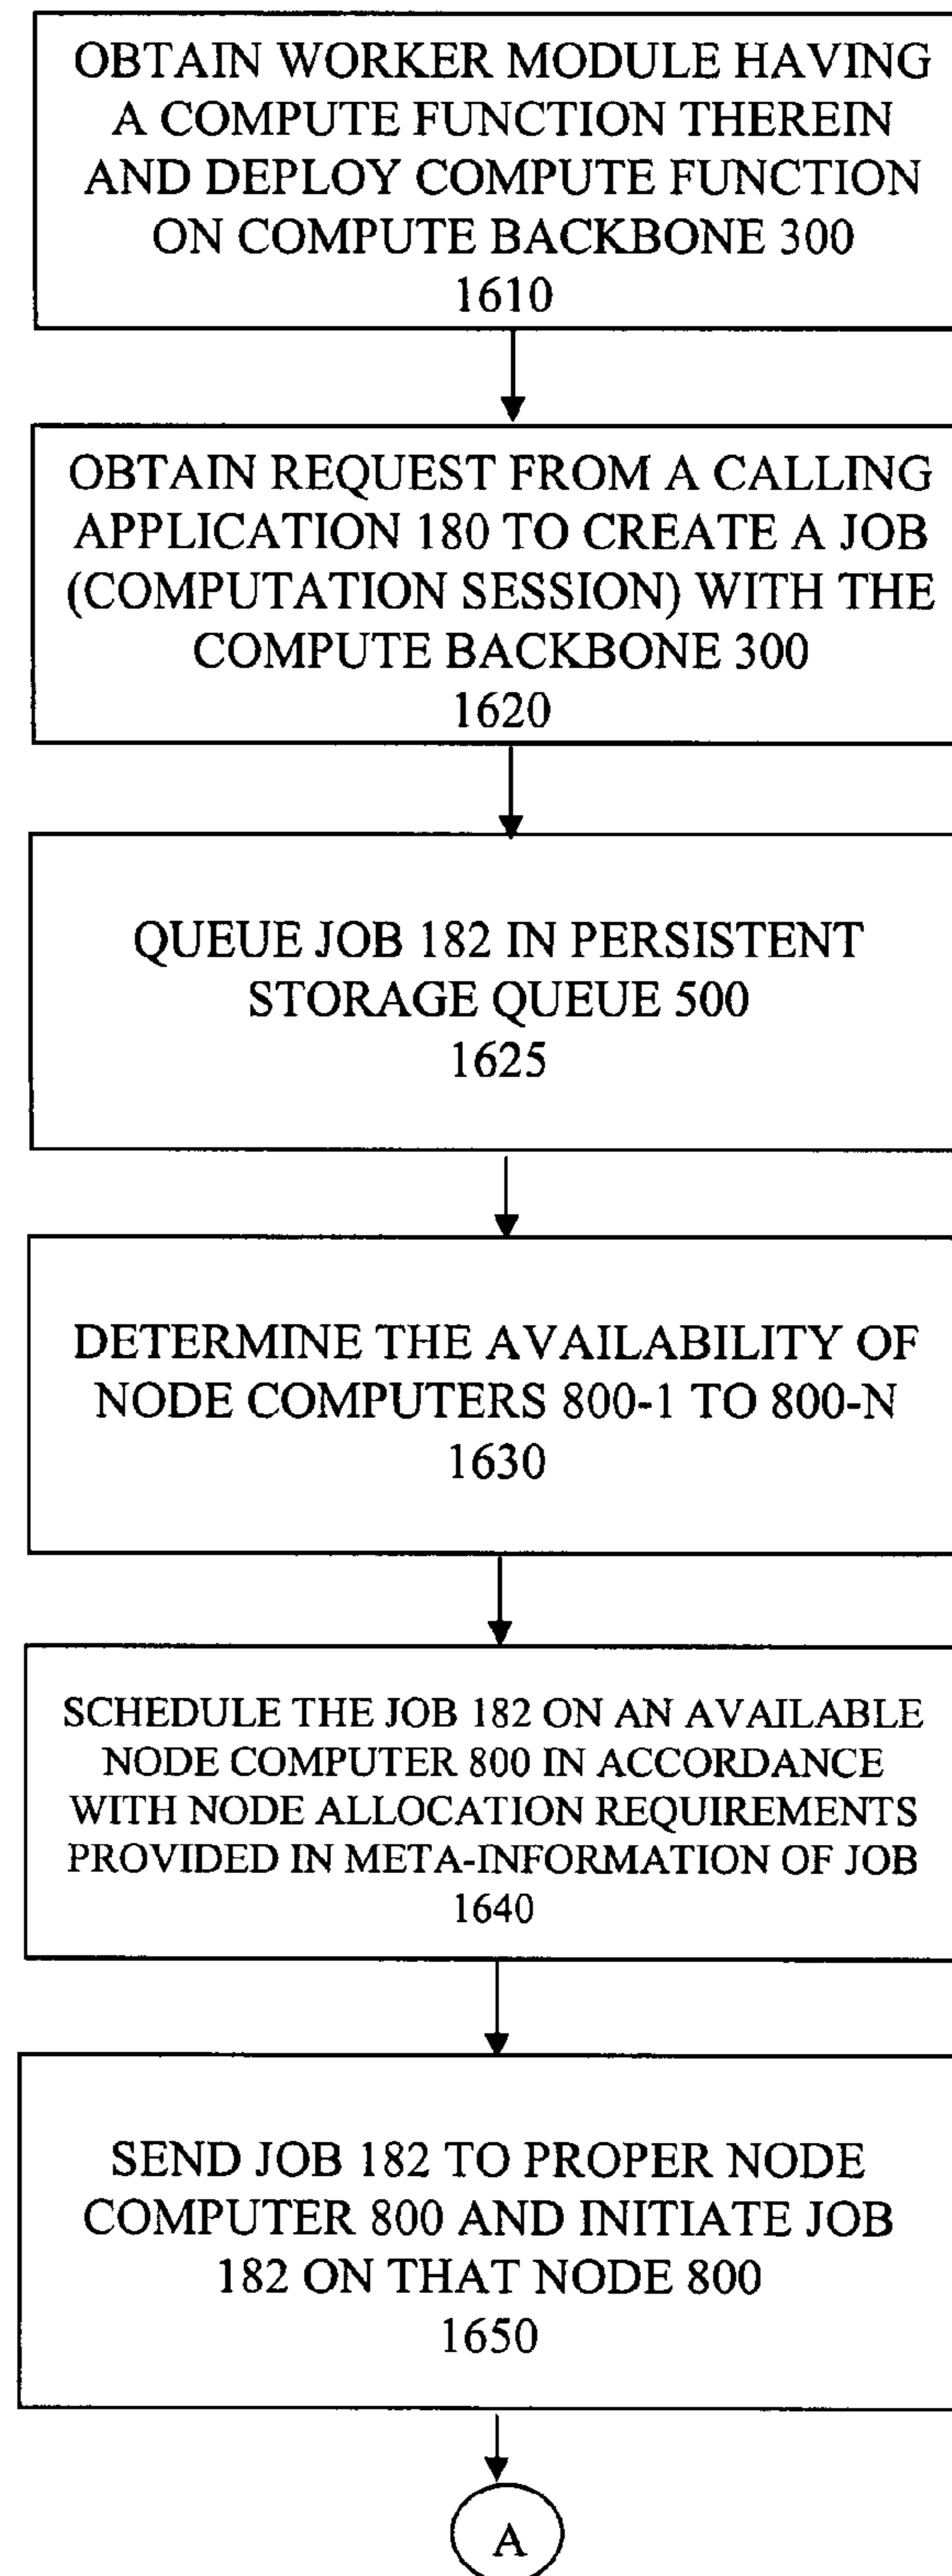 OBTAIN WORKER MODULE HAVING
A COMPUTE FUNCTION THEREIN
AND DEPLOY COMPUTE FUNCTION
ON COMPUTE BACKBONE 300
1610
OBTAIN REQUEST FROM A CALLING
APPLICATION 180 TO CREATE A JOB
(COMPUTATION SESSION) WITH THE
COMPUTE BACKBONE 300
1620
QUEUE JOB 182 IN PERSISTENT
STORAGE QUEUE 500
1625
DETERMINE THE AVAILABILITY OF
NODE COMPUTERS 800-1 TO 800-N
1630
SCHEDULE THE JOB 182 ON AN AVAILABLE
NODE COMPUTER 800 IN ACCORDANCE
WITH NODE ALLOCATION REQUIREMENTS
PROVIDED IN META-INFORMATION OF JOB
1640
SEND JOB 182 TO PROPER NODE
COMPUTER 800 AND INITIATE JOB
182 ON THAT NODE 800
1650
A